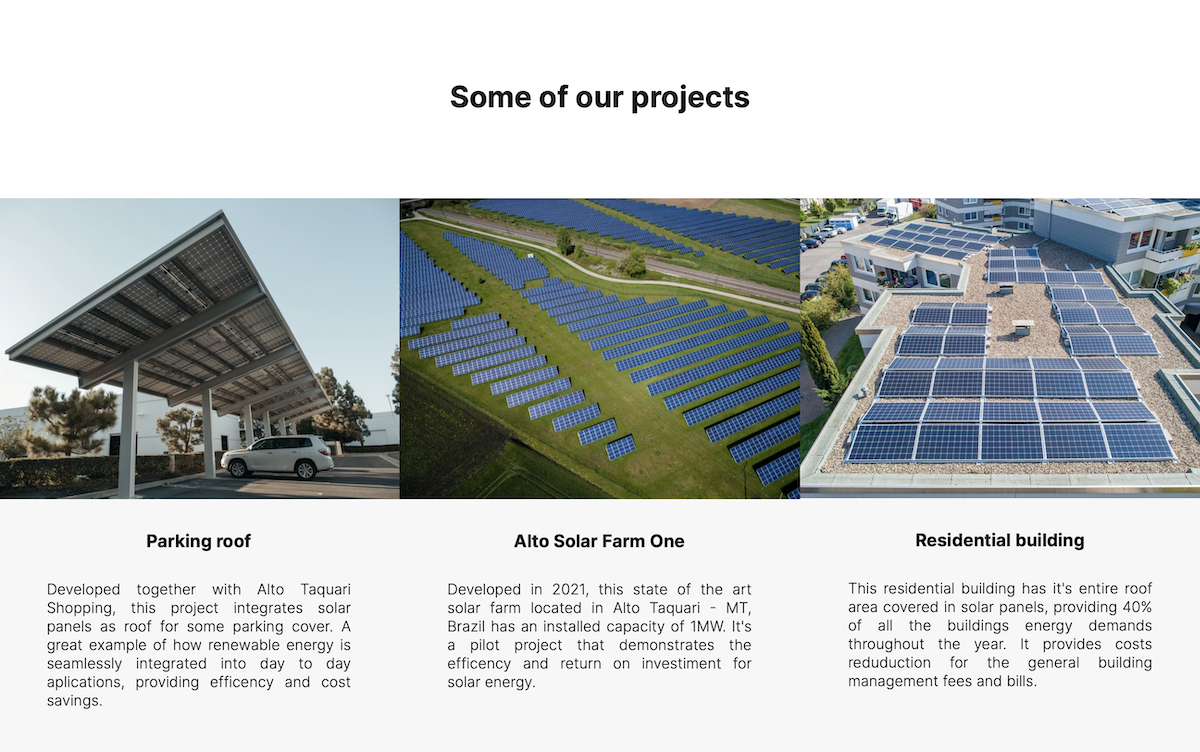 Some of our projects
Parking roof
Developed together with Alto Taquari
Shopping, this project integrates solar
panels as roof for some parking cover. A
great example of how renewable energy is
seamlessly integrated into day to day
aplications, providing efficency and cost
savings.
Alto Solar Farm One
Developed in 2021, this state of the art
solar farm located in Alto Taquari - MT,
Brazil has an installed capacity of 1MW. It's
a pilot project that demonstrates the
efficency and return on investiment for
solar energy.
Residential building
This residential building has it's entire roof
area covered in solar panels, providing 40%
of all the buildings energy demands
throughout the year. It provides costs
reduduction for the general building
management fees and bills.